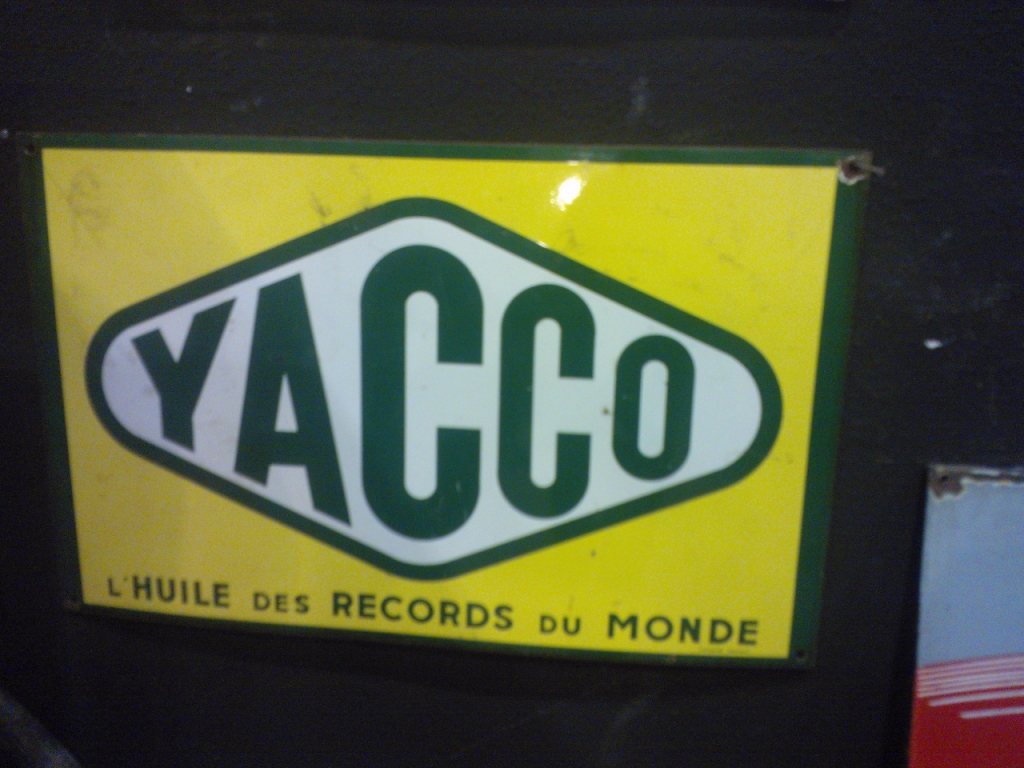 YACCO
L'HUILE DES RECORDS DU MONDE